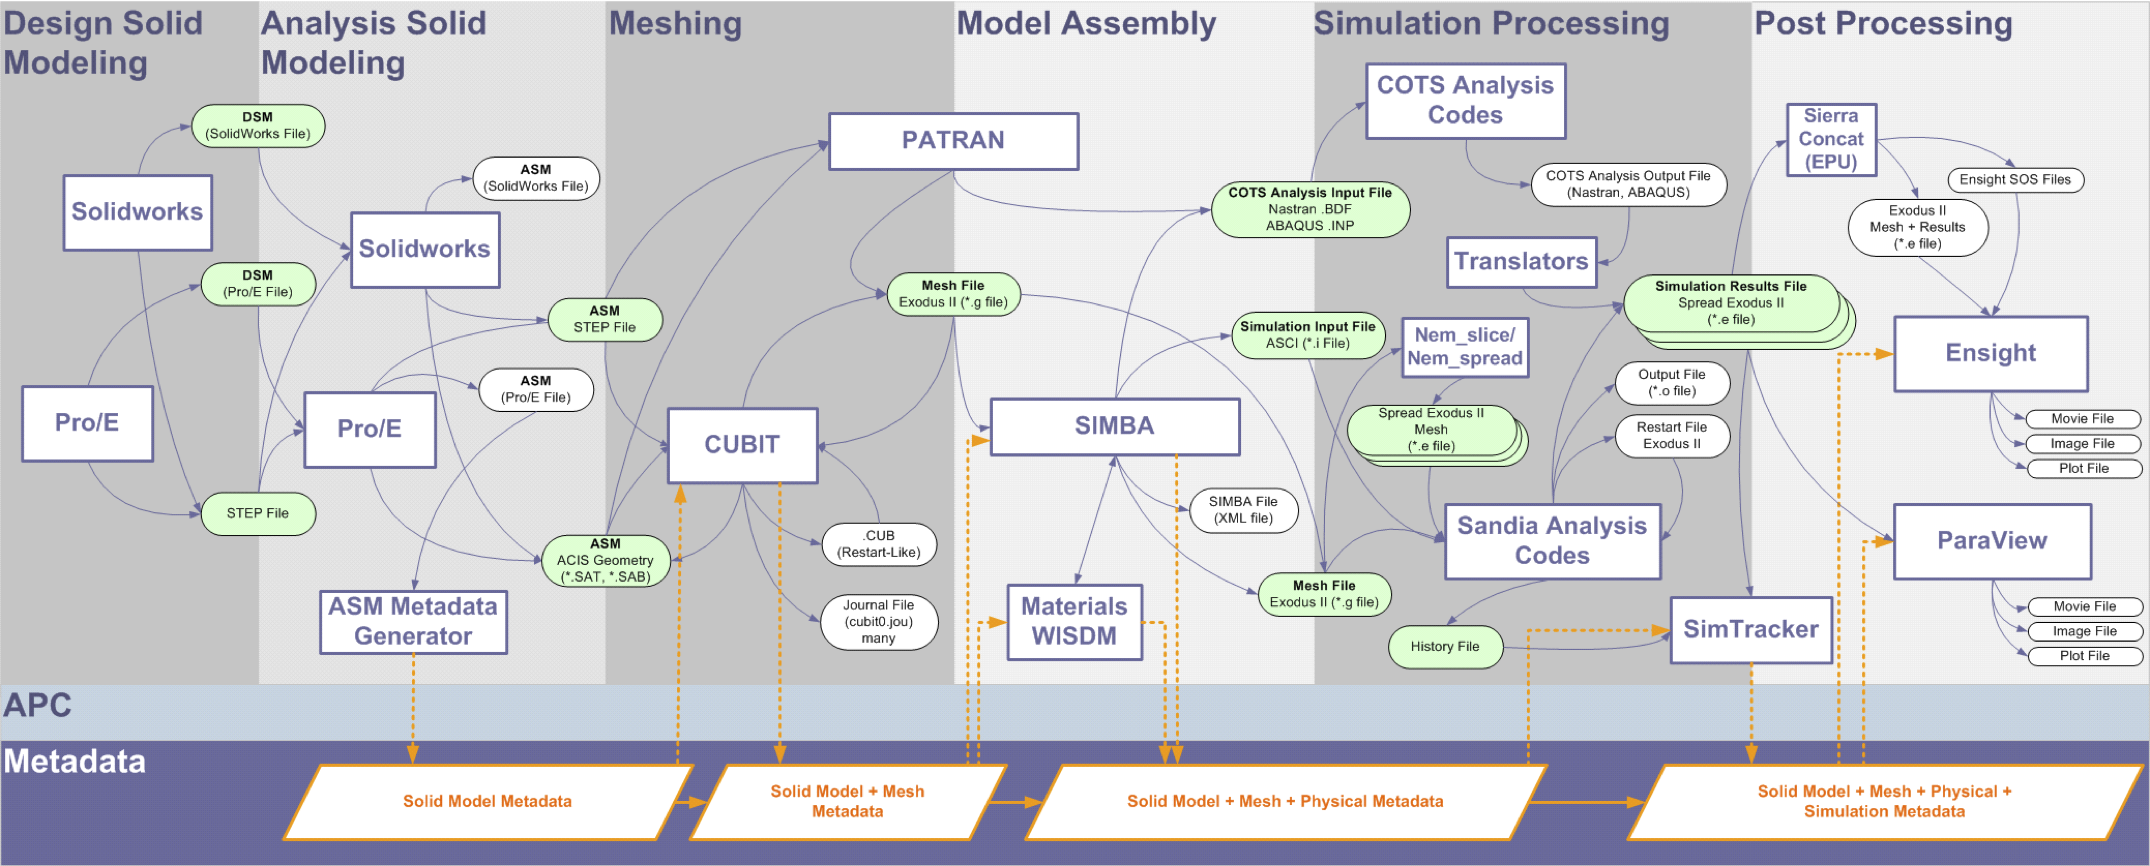 Design Solid
Modeling
Analysis Solid
Modeling
Meshing
Model Assembly
Simulation Processing
Post Processing
DSM
(SolidWorks File)
Solidworks
DSM
(Pro/E File)
Pro/E
STEP File
ASM
(SolidWorks File)
Solidworks
ASM
STEP File
ASM
(Pro/E File)
Pro/E
ASM
ACIS Geometry
(*.SAT, *.SAB)
ASM Metadata
Generator
PATRAN
Mesh File
Exodus II (*.g file)
CUBIT
.CUB
(Restart-Like)
Journal File
(cubit0.jou)
many
COTS Analysis Input File
Nastran .BDF
ABAQUS .INP
Simulation Input File
ASCI (*.i File)
SIMBA
SIMBA File
(XML file)
Materials
WISDM
Mesh File
Exodus II (*.g file)
COTS Analysis
Codes
COTS Analysis Output File
(Nastran, ABAQUS)
Translators
Simulation Results File
Spread Exodus II
(*.e file)
Nem_slice/
Nem_spread
Spread Exodus II
Mesh
(*.e file)
Output File
(*.o file)
Restart File
Exodus II
Sandia Analysis
Codes
History File
SimTracker
Sierra
Concat
(EPU)
Ensight SOS Files
Exodus II
Mesh + Results
(*.e file)
Ensight
Movie File
Image File
Plot File
ParaView
Movie File
Image File
Plot File
APC
Metadata
Solid Model Metadata
Solid Model + Mesh
Metadata
Solid Model + Mesh + Physical Metadata
Solid Model + Mesh + Physical +
Simulation Metadata